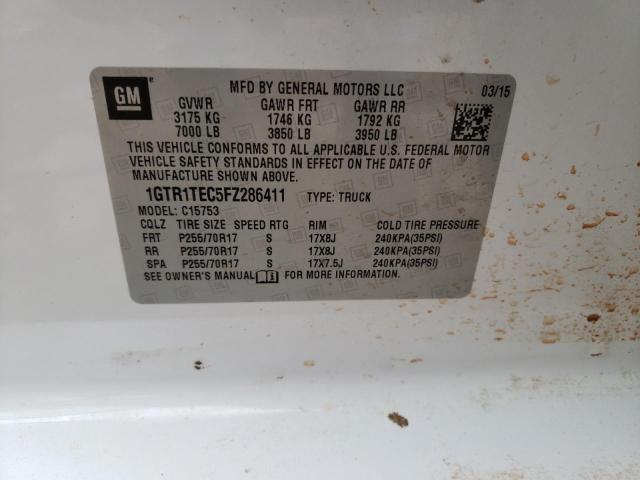 GM
MFD BY GENERAL MOTORS LLC 03/15
GVWR GAWR FRT GAWR RR
3175 KG 1746 KG 1792 KG
7000 LB 3850 LB 3950 LB
THIS VEHICLE CONFORMS TO ALL APPLICABLE U.S. FEDERAL MOTOR
VEHICLE SAFETY STANDARDS IN EFFECT ON THE DATE OF
MANUFACTURE SHOWN ABOVE.
1GTR1TEC5FZ286411 TYPE: TRUCK
MODEL: C15753
CQLZ TIRE SIZE SPEED RTG RIM COLD TIRE PRESSURE
FRT P255/70R17 S 17X8J 240KPA(35PSI)
RR P255/70R17 S 17X8J 240KPA(35PSI)
SPA P255/70R17 S 17X7.5J 240KPA(35PSI)
SEE OWNER'S MANUAL FOR MORE INFORMATION.